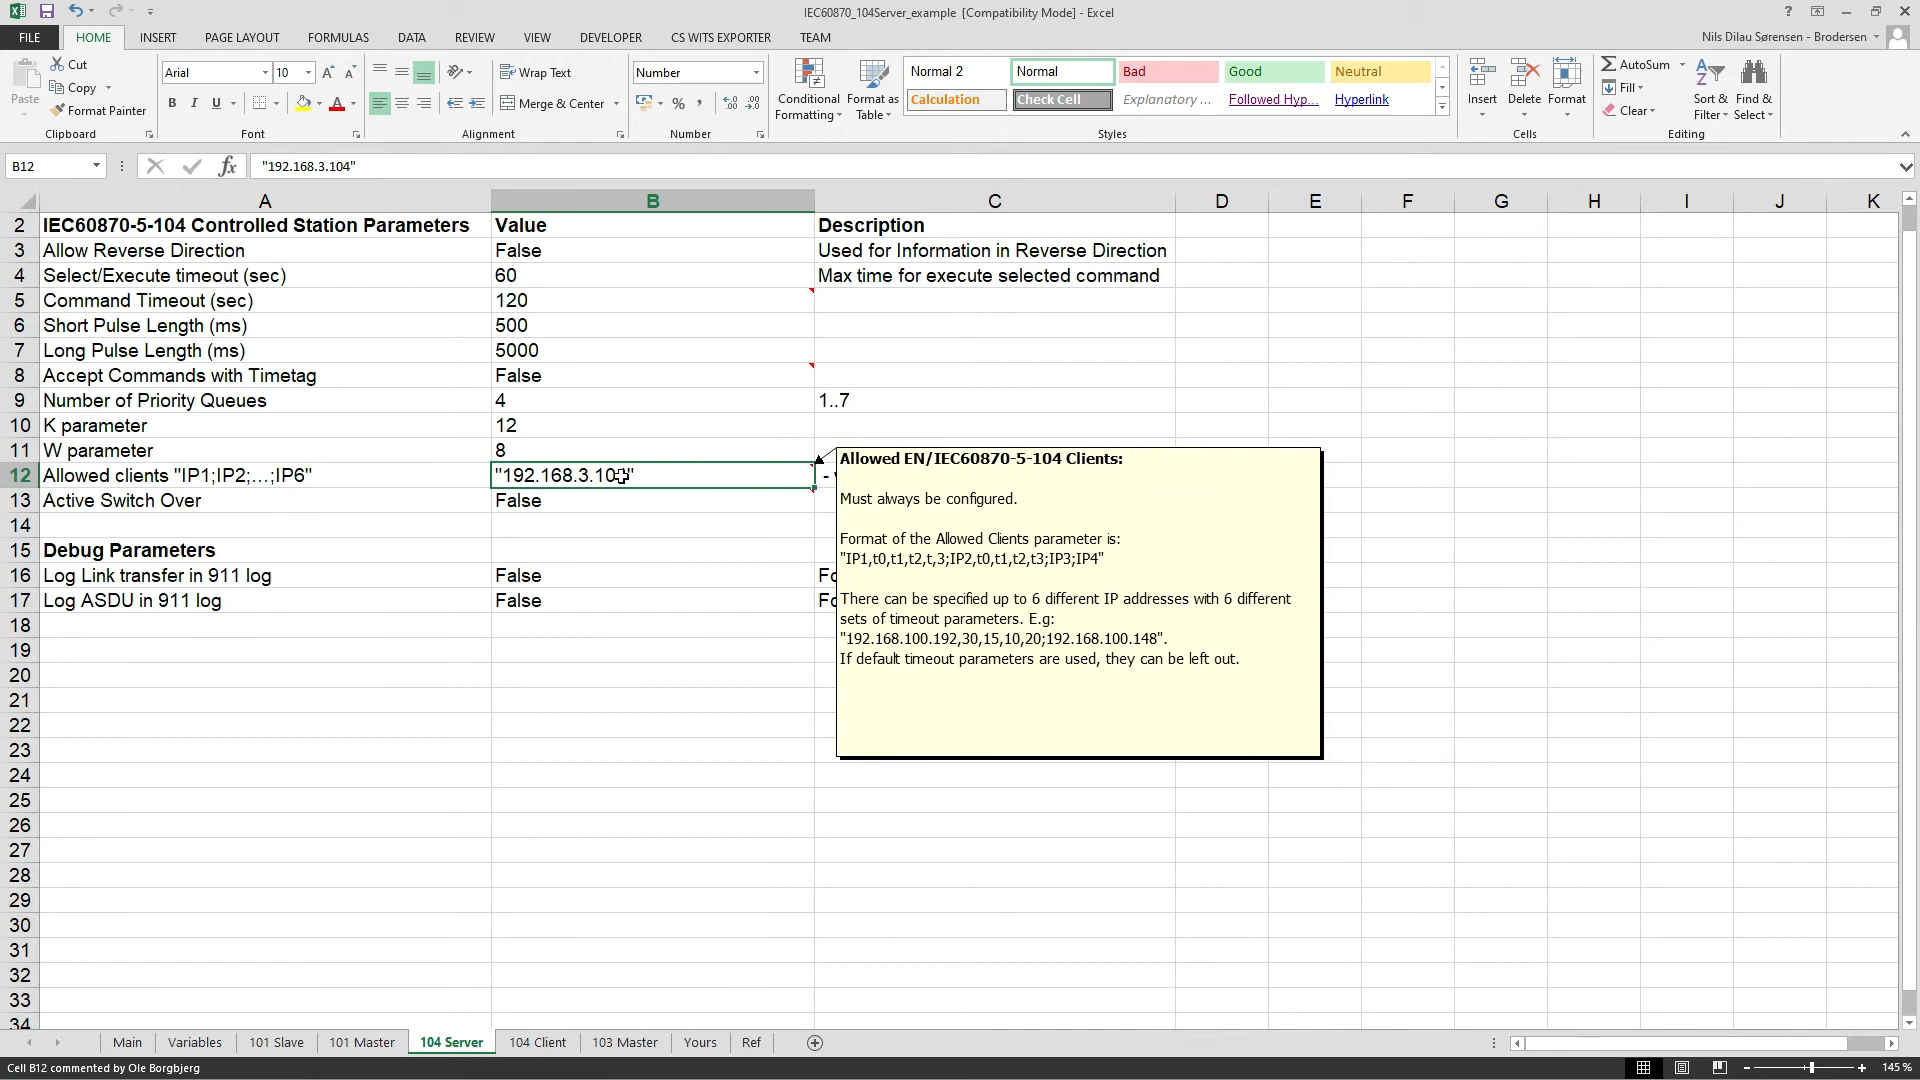 IEC60870_104Server_example [Compatibility Mode] - Excel
FILE HOME INSERT PAGE LAYOUT FORMULAS DATA REVIEW VIEW DEVELOPER CS WITS EXPORTER TEAM
Nils Dilau Sørensen - Brodersen
Paste
Cut
Copy
Format Painter
Clipboard
Arial 10
B I U
Font
Wrap Text
Merge & Center
Alignment
Number
%
Number
Conditional Formatting
Format as Table
Normal 2 Normal Bad Good Neutral
Calculation Check Cell Explanatory ... Followed Hyp... Hyperlink
Styles
Insert Delete Format
Cells
AutoSum
Fill
Clear
Sort & Filter
Find & Select
Editing
B12 fx "192.168.3.104"
A B C D E F G H I J K
2 IEC60870-5-104 Controlled Station Parameters Value Description
3 Allow Reverse Direction False Used for Information in Reverse Direction
4 Select/Execute timeout (sec) 60 Max time for execute selected command
5 Command Timeout (sec) 120
6 Short Pulse Length (ms) 500
7 Long Pulse Length (ms) 5000
8 Accept Commands with Timetag False
9 Number of Priority Queues 4 1..7
10 K parameter 12
11 W parameter 8
12 Allowed clients "IP1;IP2;...;IP6" "192.168.3.104" -
13 Active Switch Over False
14
15 Debug Parameters
16 Log Link transfer in 911 log False Fo
17 Log ASDU in 911 log False Fo
18
19
20
21
22
23
24
25
26
27
28
29
30
31
32
33
34
Allowed EN/IEC60870-5-104 Clients:
Must always be configured.
Format of the Allowed Clients parameter is:
"IP1,t0,t1,t2,t,3;IP2,t0,t1,t2,t3;IP3;IP4"
There can be specified up to 6 different IP addresses with 6 different
sets of timeout parameters. E.g:
"192.168.100.192,30,15,10,20;192.168.100.148".
If default timeout parameters are used, they can be left out.
Main Variables 101 Slave 101 Master 104 Server 104 Client 103 Master Yours Ref
Cell B12 commented by Ole Borgbjerg
145 %